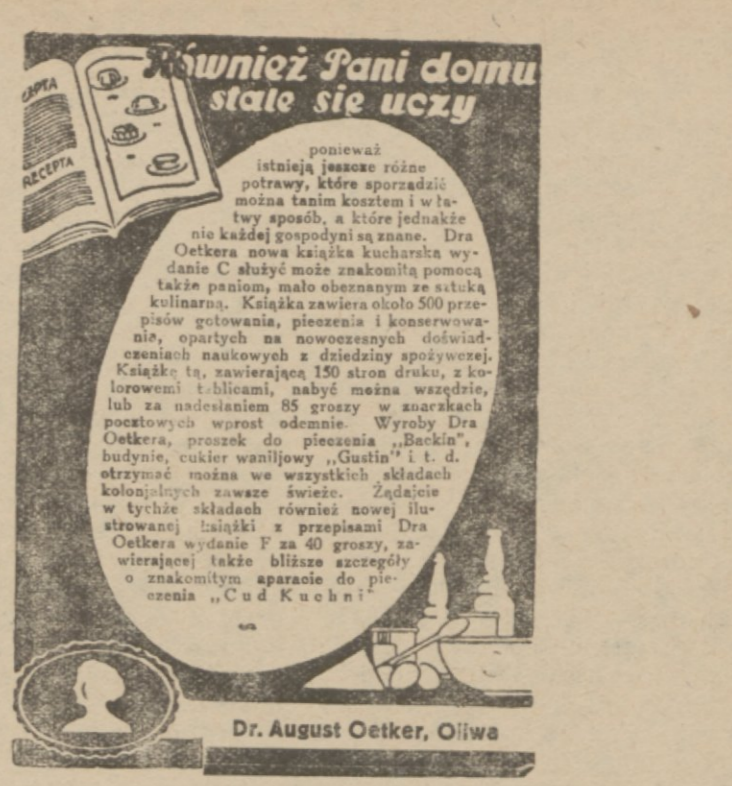 Również Pani domu
stale się uczy
RECEPTA
ponieważ
istnieją jeszcze różne
potrawy, które sporządzić
można tanim kosztem i w ła-
twy sposób, a które jednakże
nie każdej gospodyni są znane. Dra
Oetkera nowa książka kucharska wy-
danie C służyć może znakomitą pomocą
także paniom, mało obeznanym ze sztuką
kulinarną. Książka zawiera około 500 prze-
pisów gotowania, pieczenia i konserwowa-
nia, opartych na nowoczesnych doświad-
czeniach naukowych z dziedziny spożywczej.
Książkę tą, zawierającą 150 stron druku, z ko-
lorowemi tablicami, nabyć można wszędzie,
lub za nadesłaniem 85 groszy w znaczkach
pocztowych wprost odemnie. Wyroby Dra
Oetkera, proszek do pieczenia „Backin",
budynie, cukier waniljowy „Gustin" i t. d.
otrzymać można we wszystkich składach
kolonjalnych zawsze świeże. Żądajcie
w tychże składach również nowej ilu-
strowanej książki z przepisami Dra
Oetkera wydanie F za 40 groszy, za-
wierającej także bliższe szczegóły
o znakomitym aparacie do pie-
czenia „Cud Kuchni"
Dr. August Oetker, Oliwa